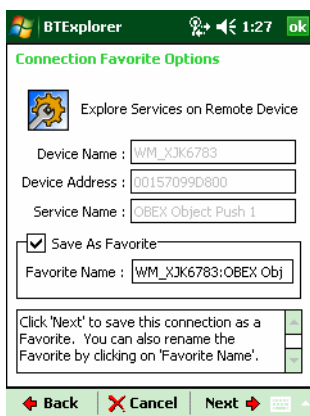 BTExplorer 1:27 ok
Connection Favorite Options
Explore Services on Remote Device
Device Name : WM_XJK6783
Device Address : 00157099D800
Service Name : OBEX Object Push 1
Save As Favorite
Favorite Name : WM_XJK6783:OBEX Obj
Click 'Next' to save this connection as a
Favorite. You can also rename the
Favorite by clicking on 'Favorite Name'.
Back Cancel Next